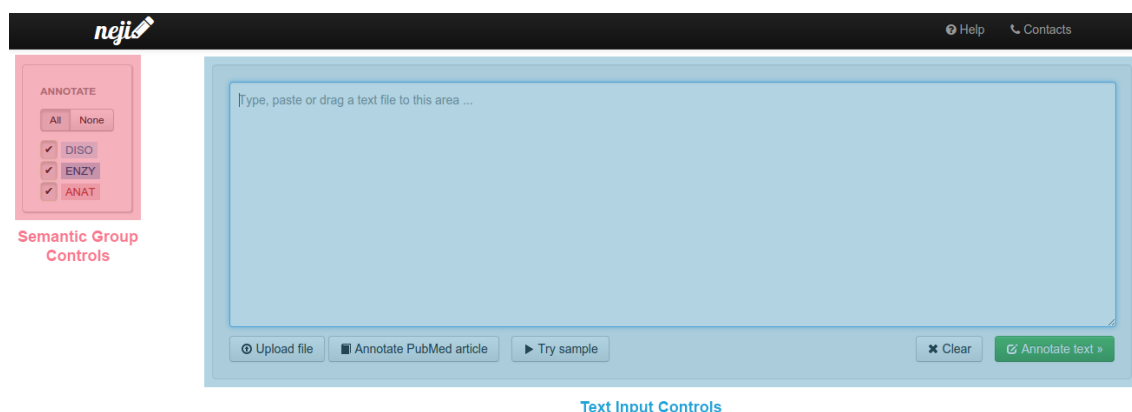 neji
Help
Contacts
ANNOTATE
All
None
DISO
ENZY
ANAT
Semantic Group
Controls
Type, paste or drag a text file to this area ...
Upload file
Annotate PubMed article
Try sample
Clear
Annotate text »
Text Input Controls